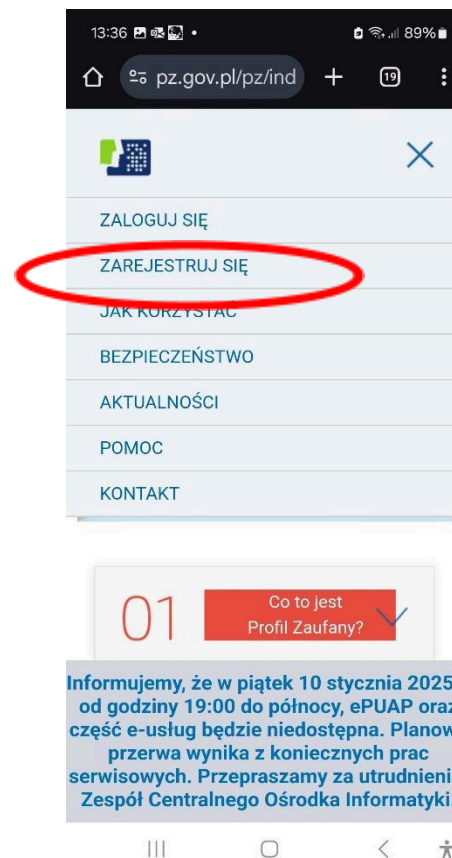 13:36
89%
pz.gov.pl/pz/ind
19
ZALOGUJ SIĘ
ZAREJESTRUJ SIĘ
JAK KORZYSTAĆ
BEZPIECZEŃSTWO
AKTUALNOŚCI
POMOC
KONTAKT
01
Co to jest
Profil Zaufany?
Informujemy, że w piątek 10 stycznia 2025
od godziny 19:00 do północy, ePUAP oraz
część e-usług będzie niedostępna. Planow
przerwa wynika z koniecznych prac
serwisowych. Przepraszamy za utrudnieni
Zespół Centralnego Ośrodka Informatyki.